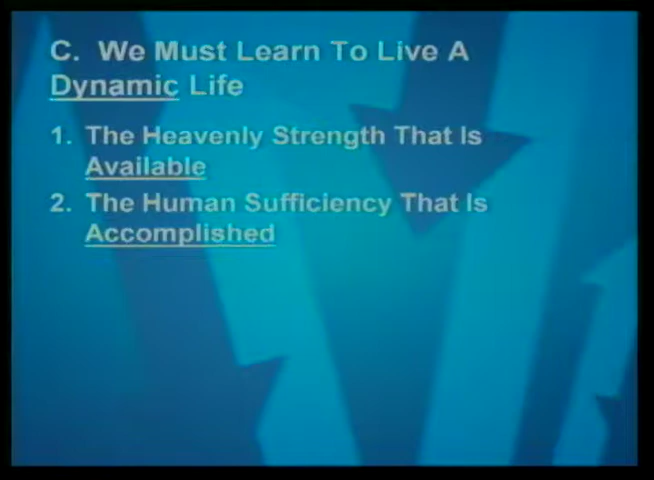 C. We Must Learn To Live A
Dynamic Life
1. The Heavenly Strength That Is
Available
2. The Human Sufficiency That Is
Accomplished